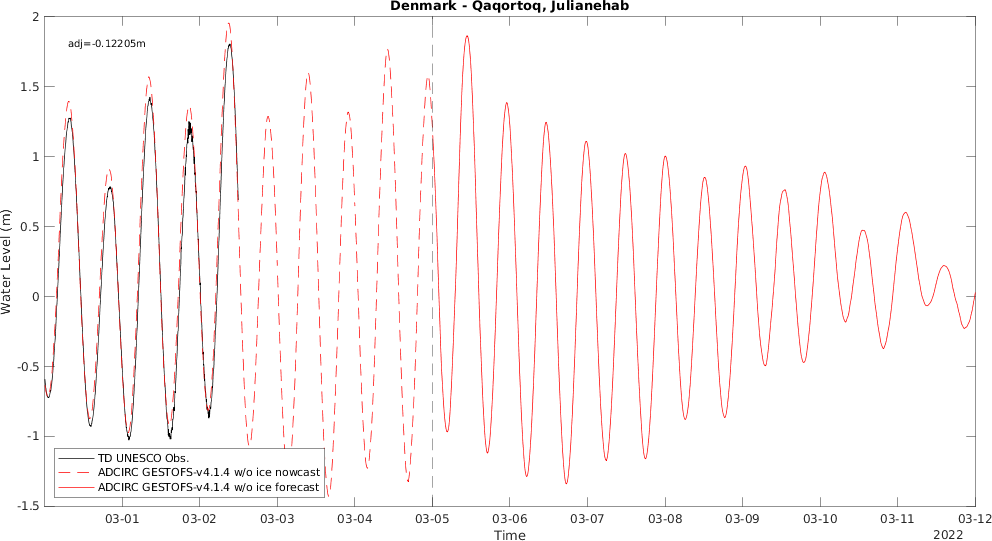 Denmark - Qaqortoq, Julianehab
adj=-0.12205m
2
1.5
1
0.5
0
-0.5
-1
-1.5
Water Level (m)
TD UNESCO Obs.
ADCIRC GESTOFS-v4.1.4 w/o ice nowcast
ADCIRC GESTOFS-v4.1.4 w/o ice forecast
03-01 03-02 03-03 03-04 03-05 03-06 03-07 03-08 03-09 03-10 03-11 03-12
Time
2022